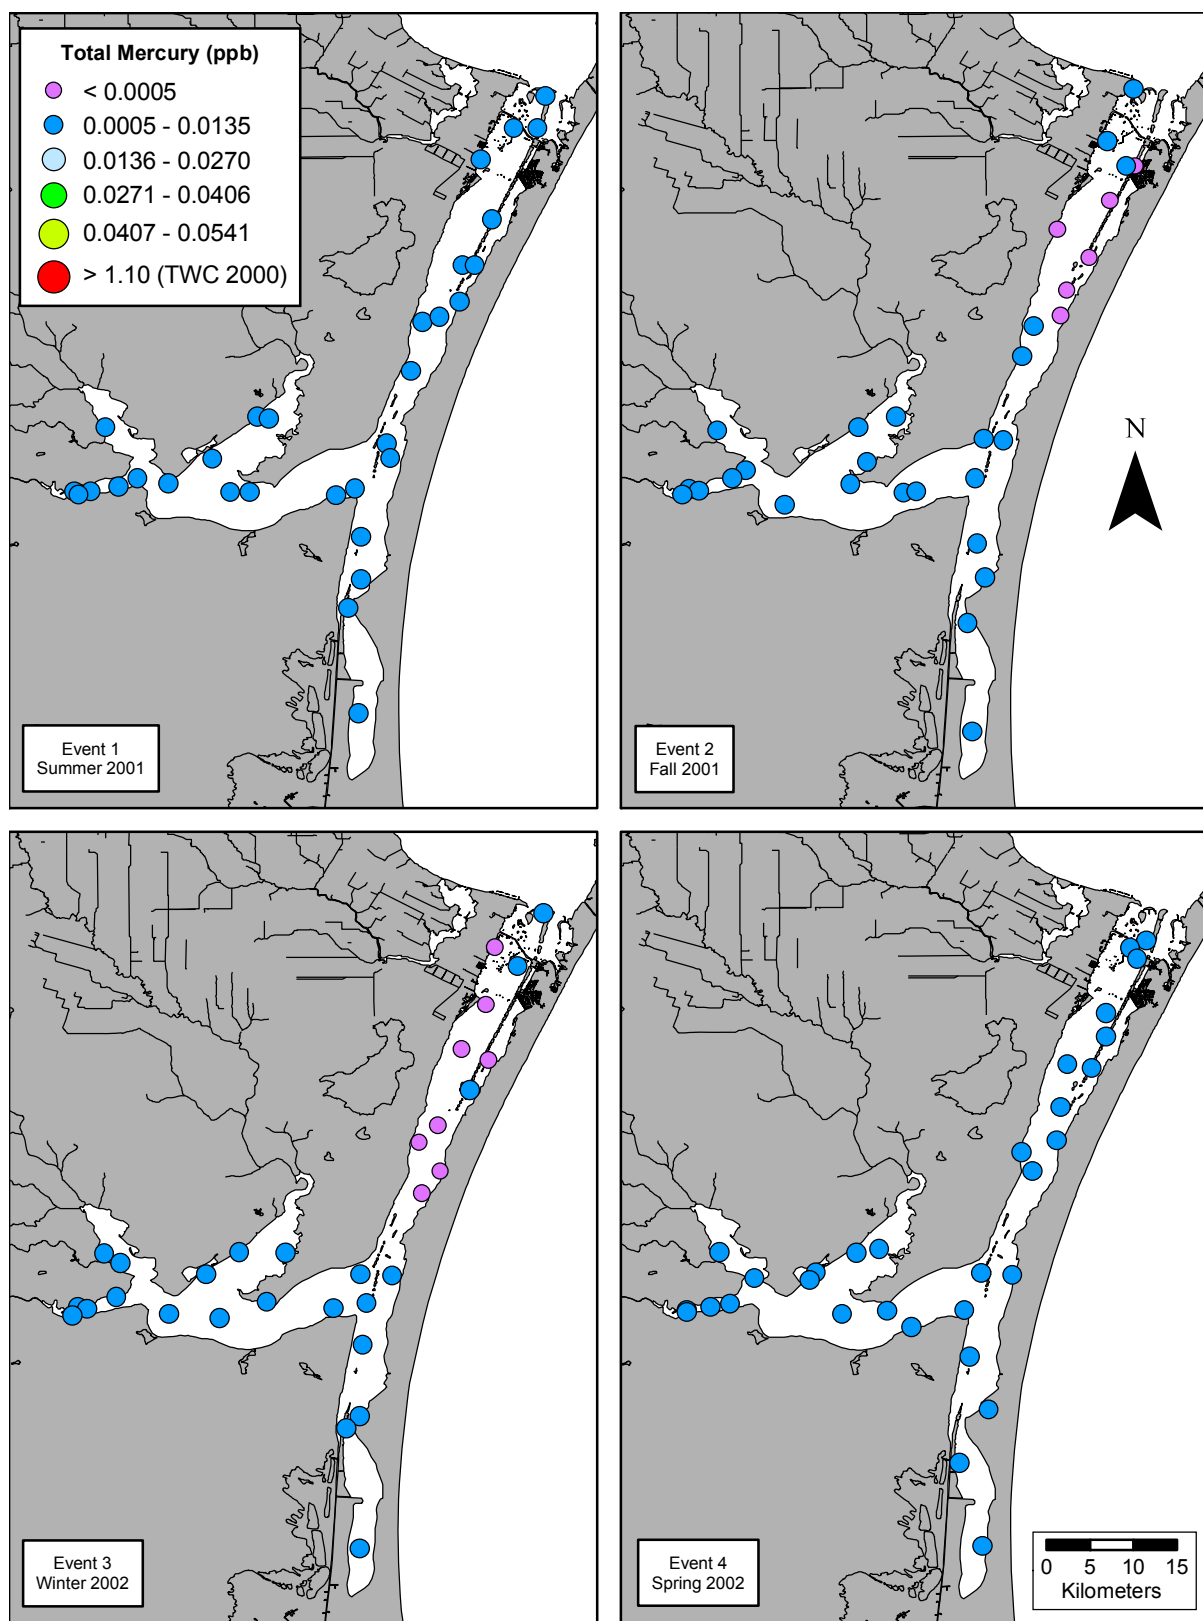 Total Mercury (ppb)
< 0.0005
0.0005 - 0.0135
0.0136 - 0.0270
0.0271 - 0.0406
0.0407 - 0.0541
> 1.10 (TWC 2000)
Event 1
Summer 2001
N
Event 2
Fall 2001
Event 3
Winter 2002
Event 4
Spring 2002
0 5 10 15
Kilometers